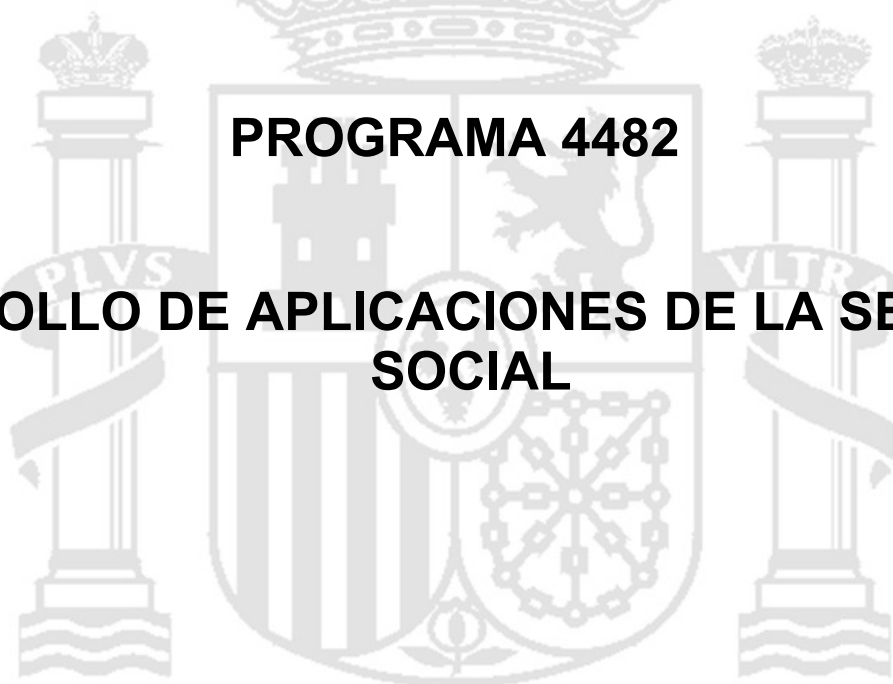 PROGRAMA 4482
PLVS
VLTR
OLLO DE APLICACIONES DE LA SE
SOCIAL